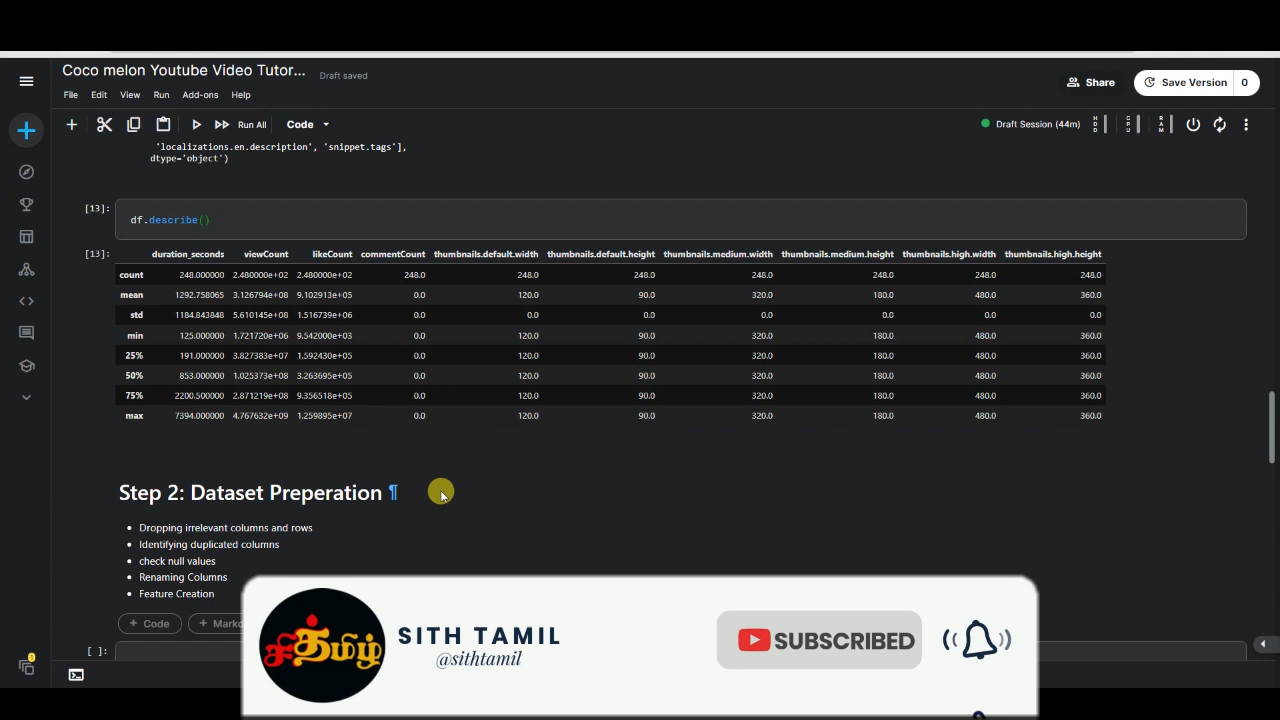 Coco melon Youtube Video Tutor... Draft saved
File Edit View Run Add-ons Help
Share
Save Version 0
Run All Code
Draft Session (44m) HDD CPU RAM
'localizations.en.description', 'snippet.tags'],
dtype='object')
[13]: df.describe()
[13]: duration_seconds viewCount likeCount commentCount thumbnails.default.width thumbnails.default.height thumbnails.medium.width thumbnails.medium.height thumbnails.high.width thumbnails.high.height
count 248.000000 2.480000e+02 2.480000e+02 248.0 248.0 248.0 248.0 248.0 248.0 248.0
mean 1292.758065 3.126794e+08 9.102913e+05 0.0 120.0 90.0 320.0 180.0 480.0 360.0
std 1184.843848 5.610145e+08 1.516739e+06 0.0 0.0 0.0 0.0 0.0 0.0 0.0
min 125.000000 1.721720e+06 9.542000e+03 0.0 120.0 90.0 320.0 180.0 480.0 360.0
25% 191.000000 3.827383e+07 1.592430e+05 0.0 120.0 90.0 320.0 180.0 480.0 360.0
50% 853.000000 1.025373e+08 3.263695e+05 0.0 120.0 90.0 320.0 180.0 480.0 360.0
75% 2200.500000 2.871219e+08 9.356518e+05 0.0 120.0 90.0 320.0 180.0 480.0 360.0
max 7394.000000 4.767632e+09 1.259895e+07 0.0 120.0 90.0 320.0 180.0 480.0 360.0
Step 2: Dataset Preperation ¶
• Dropping irrelevant columns and rows
• Identifying duplicated columns
• check null values
• Renaming Columns
• Feature Creation
+ Code + Markd
[ ]:
1
சிதமிழ்
SITH TAMIL
@sithtamil
SUBSCRIBED